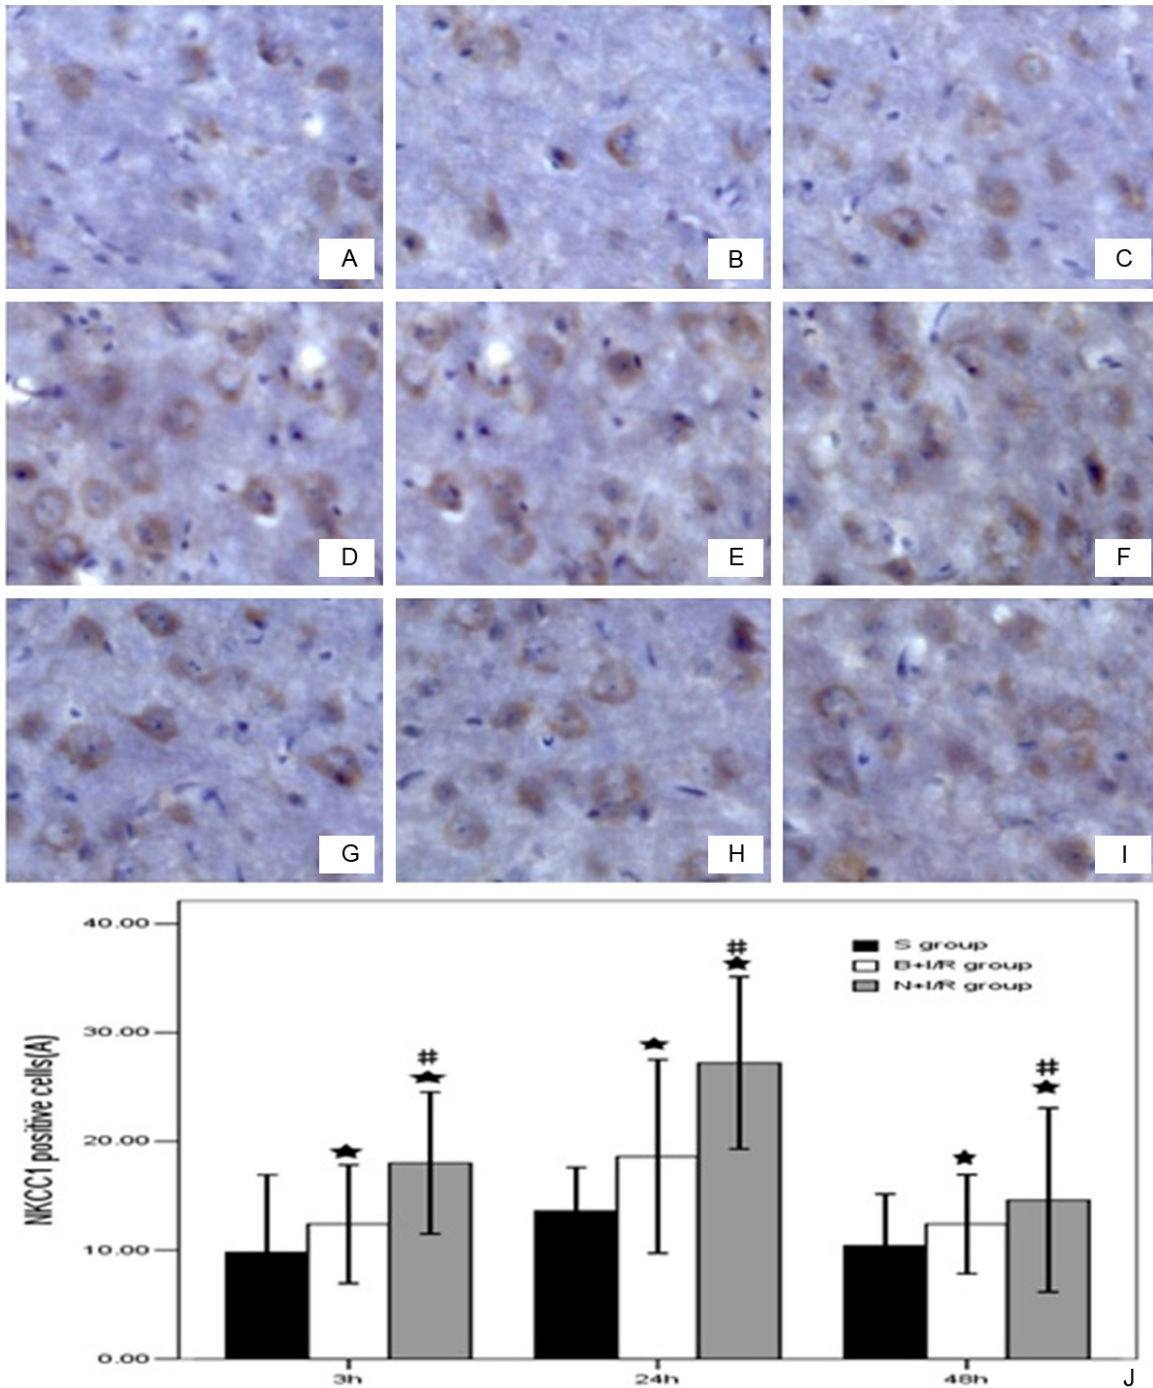 A
B
C
D
E
F
G
H
I
40.00
30.00
20.00
10.00
0.00
NKCC1 positive cells(A)
#
★
★
#
★
★
#
★
★
S group
B+I/R group
N+I/R group
3h
24h
48h
J